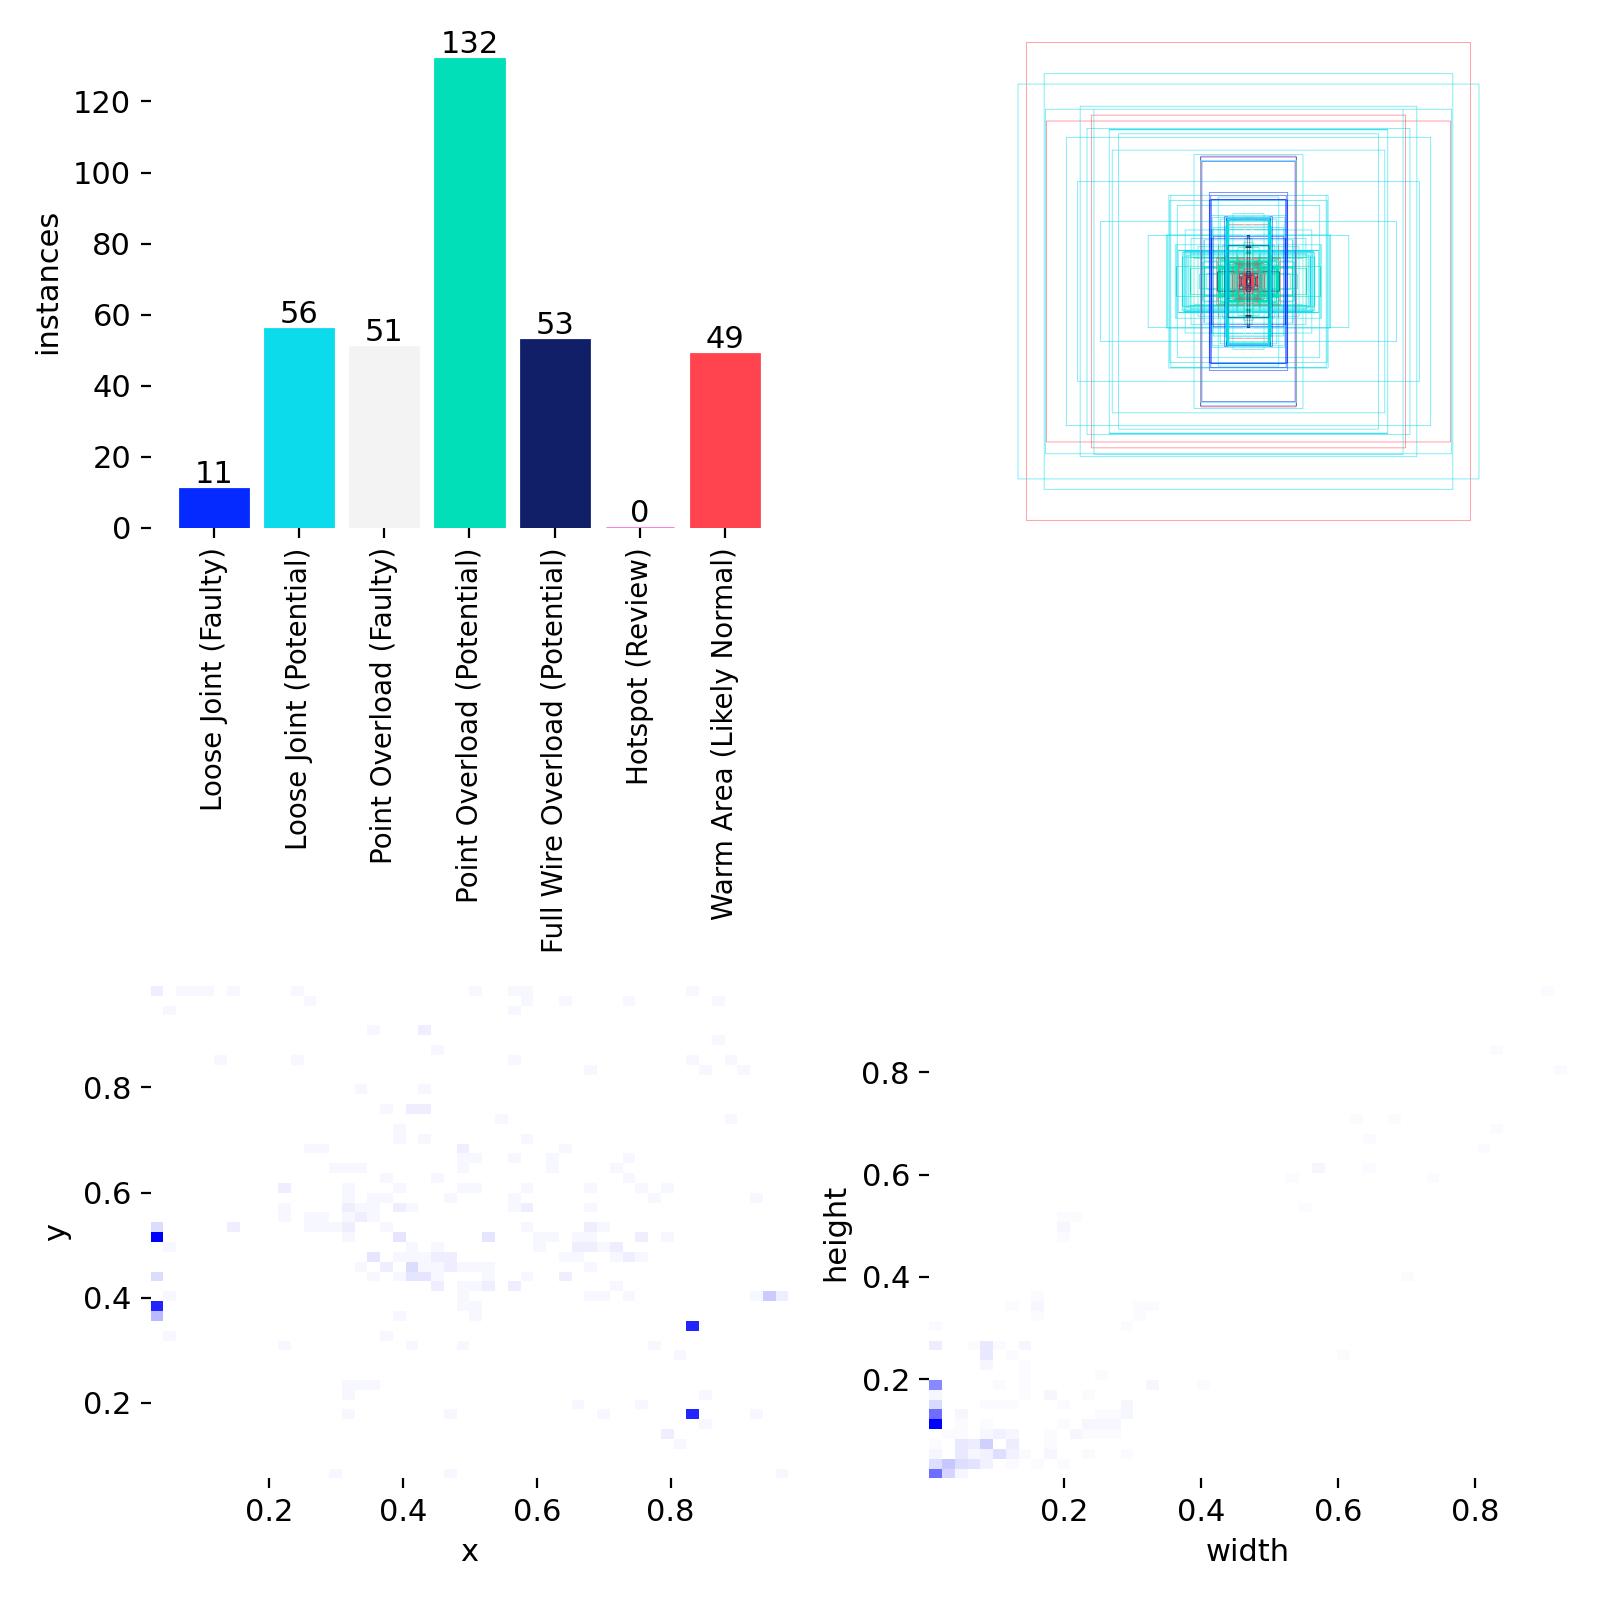 132
120
100
80
60
40
20
0
instances
11
56
51
53
0
49
Loose Joint (Faulty)
Loose Joint (Potential)
Point Overload (Faulty)
Point Overload (Potential)
Full Wire Overload (Potential)
Hotspot (Review)
Warm Area (Likely Normal)
0.8
0.6
0.4
0.2
y
0.2 0.4 0.6 0.8
x
0.8
0.6
0.4
0.2
height
0.2 0.4 0.6 0.8
width